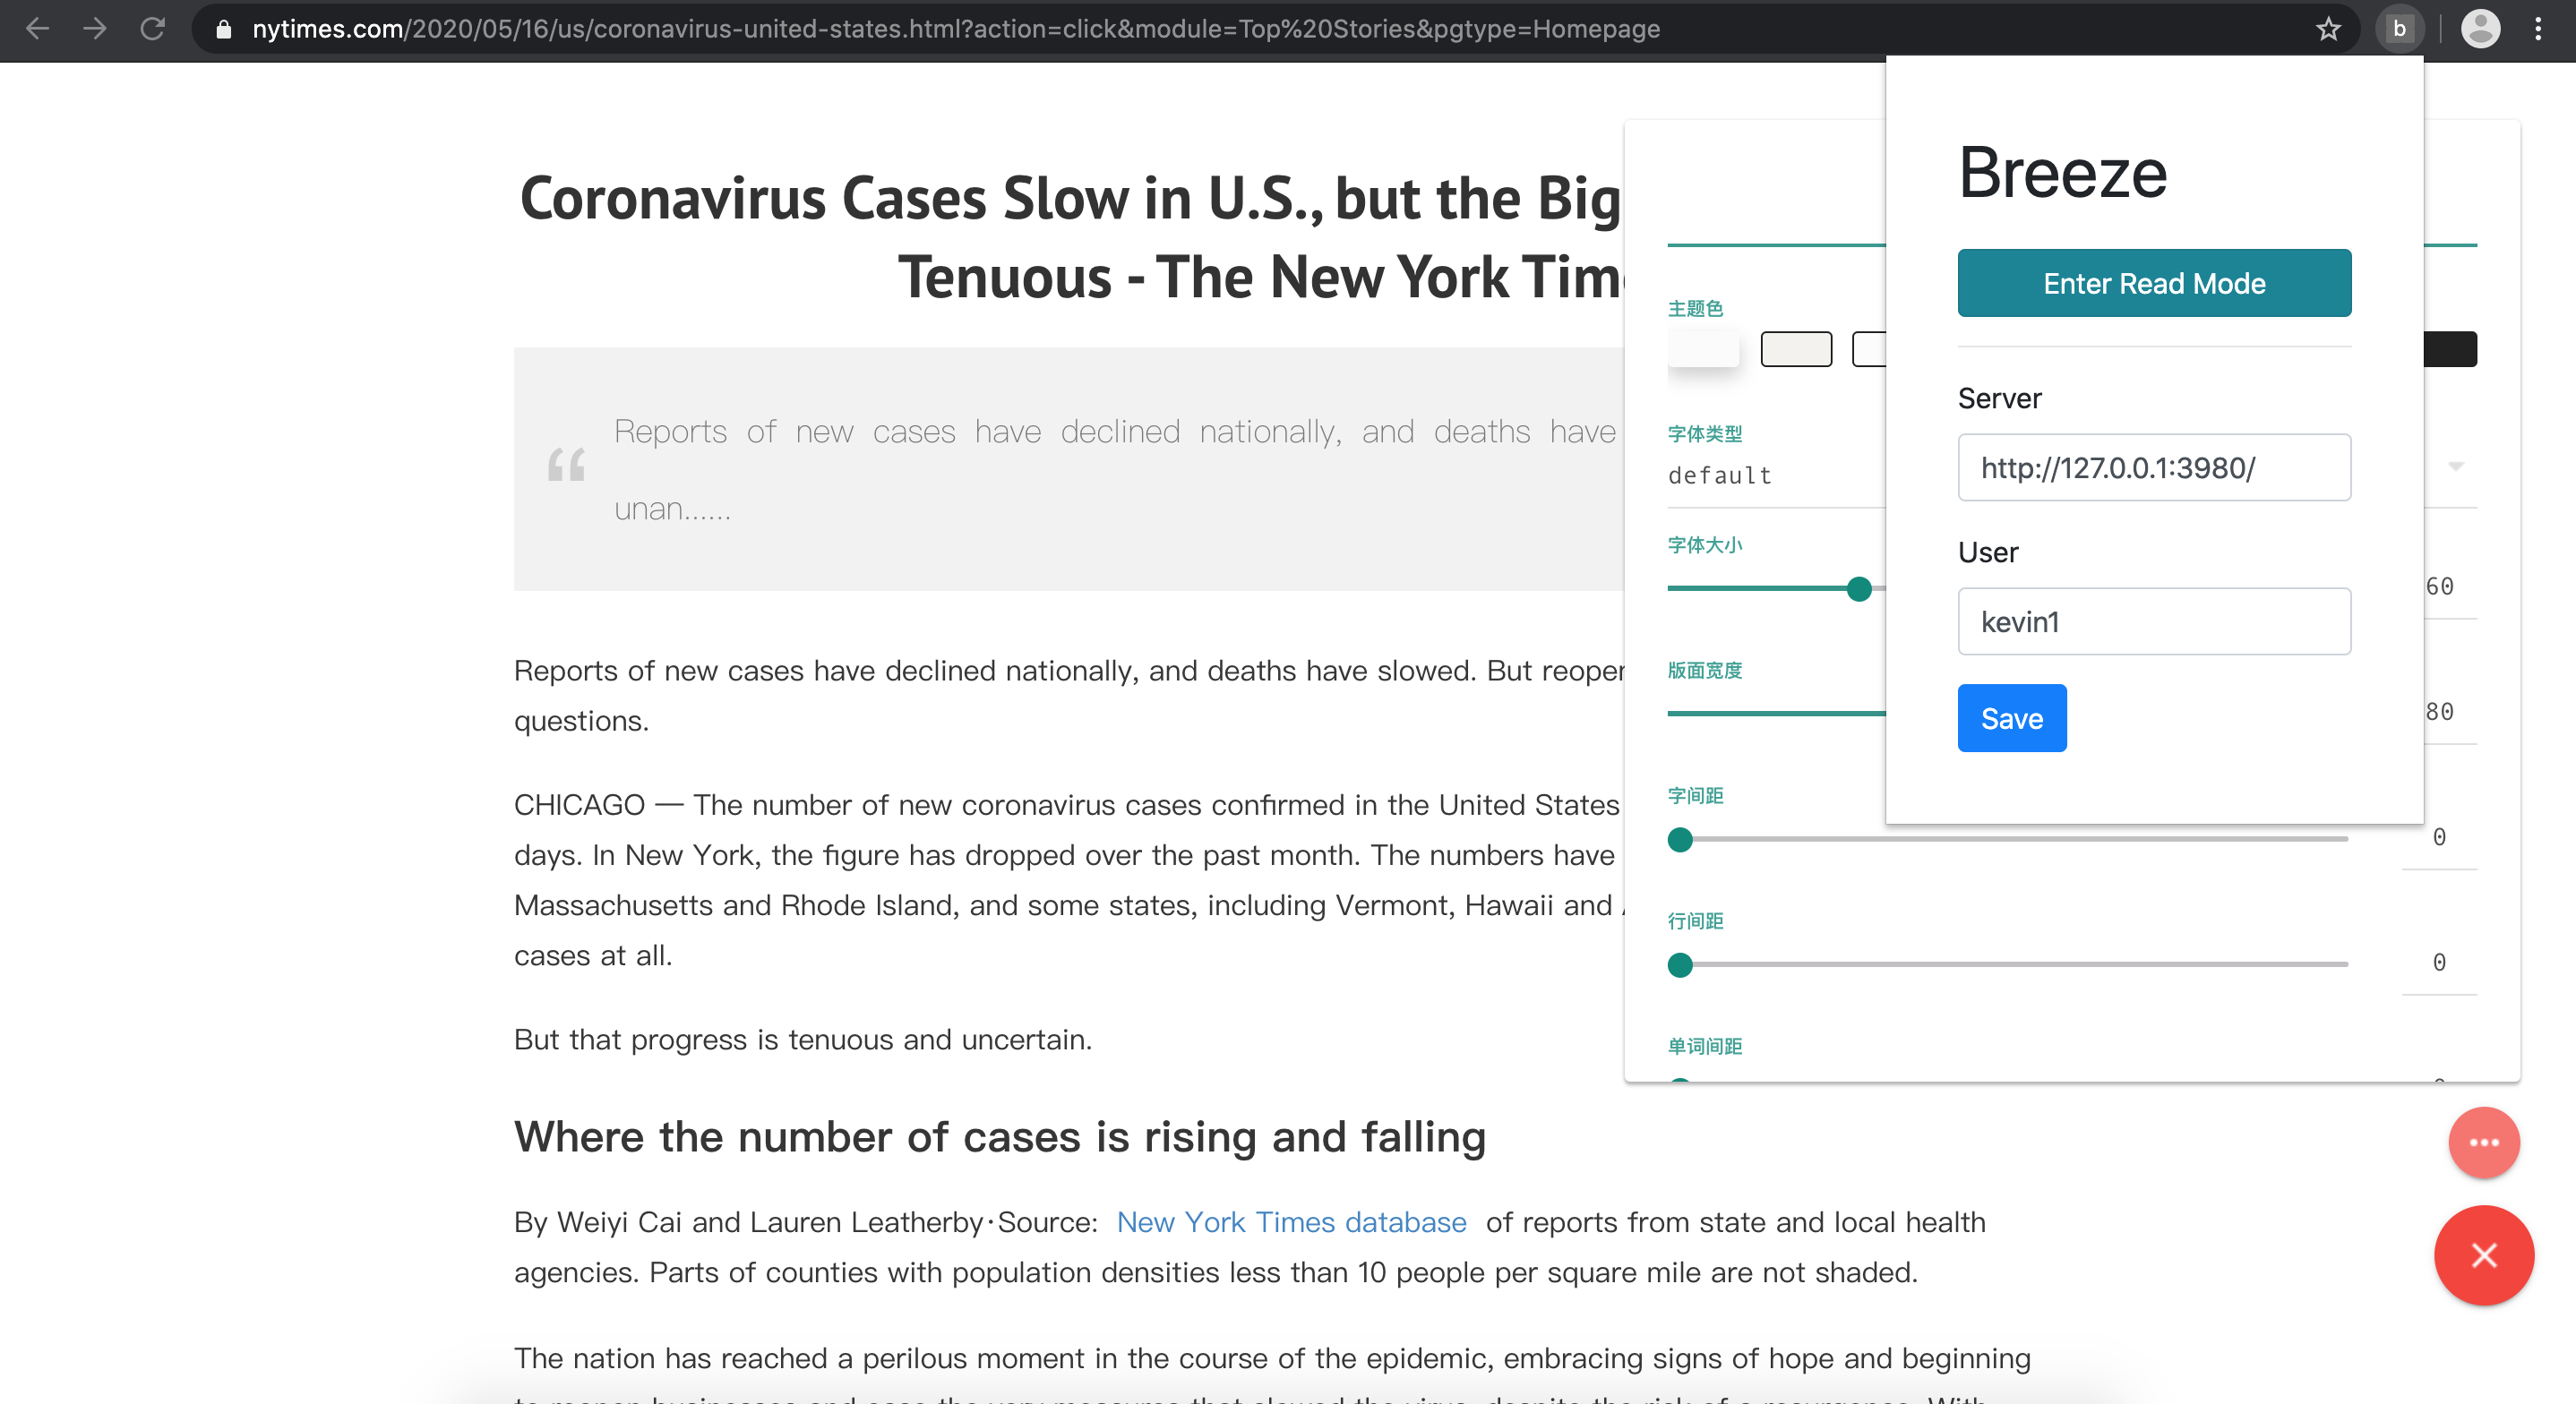 nytimes.com/2020/05/16/us/coronavirus-united-states.html?action=click&module=Top%20Stories&pgtype=Homepage
b
Coronavirus Cases Slow in U.S., but the Big
Tenuous - The New York
“
Reports of new cases have declined nationally, and deaths have
unan......
Reports of new cases have declined nationally, and deaths have slowed. But
questions.
CHICAGO — The number of new coronavirus cases confirmed in the United States
days. In New York, the figure has dropped over the past month. The numbers have
Massachusetts and Rhode Island, and some states, including Vermont, Hawaii and
cases at all.
But that progress is tenuous and uncertain.
Where the number of cases is rising and falling
By Weiyi Cai and Lauren Leatherby·Source: New York Times database of reports from state and local health
agencies. Parts of counties with population densities less than 10 people per square mile are not shaded.
The nation has reached a perilous moment in the course of the epidemic, embracing signs of hope and beginning
主题色
字体类型
default
字体大小
60
版面宽度
80
字间距
0
行间距
0
单词间距
Breeze
Enter Read Mode
Server
http://127.0.0.1:3980/
User
kevin1
Save